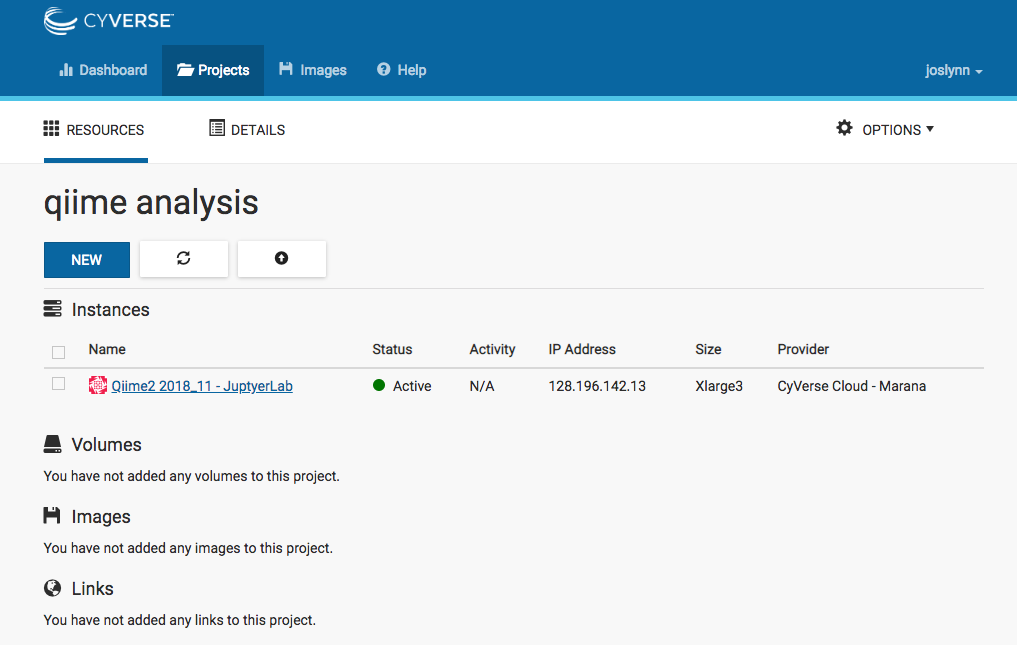 CYVERSE™
Dashboard Projects Images Help joslynn
RESOURCES DETAILS OPTIONS
qiime analysis
NEW
Instances
Name Status Activity IP Address Size Provider
Qiime2 2018_11 - JuptyerLab Active N/A 128.196.142.13 Xlarge3 CyVerse Cloud - Marana
Volumes
You have not added any volumes to this project.
Images
You have not added any images to this project.
Links
You have not added any links to this project.